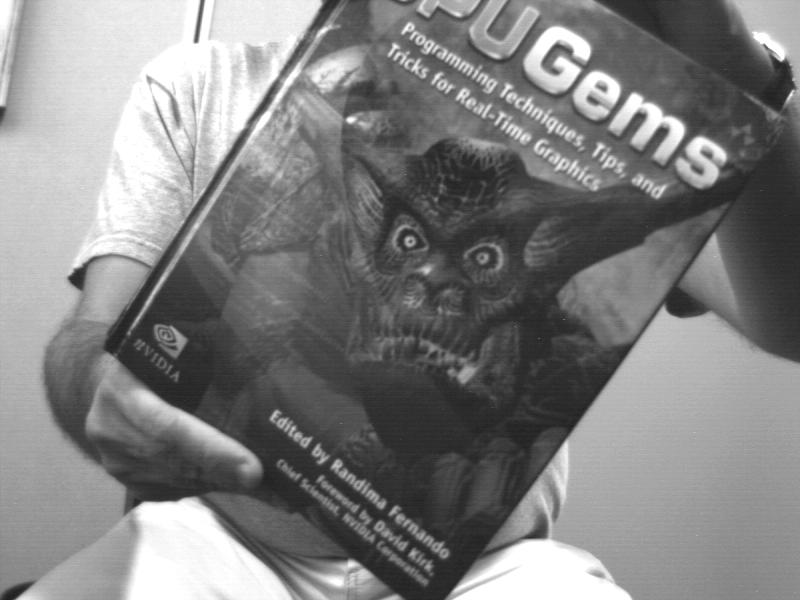 GPU Gems
Programming Techniques, Tips, and
Tricks for Real-Time Graphics
NVIDIA
Edited by Randima Fernando
Foreword by David Kirk,
Chief Scientist, NVIDIA Corporation